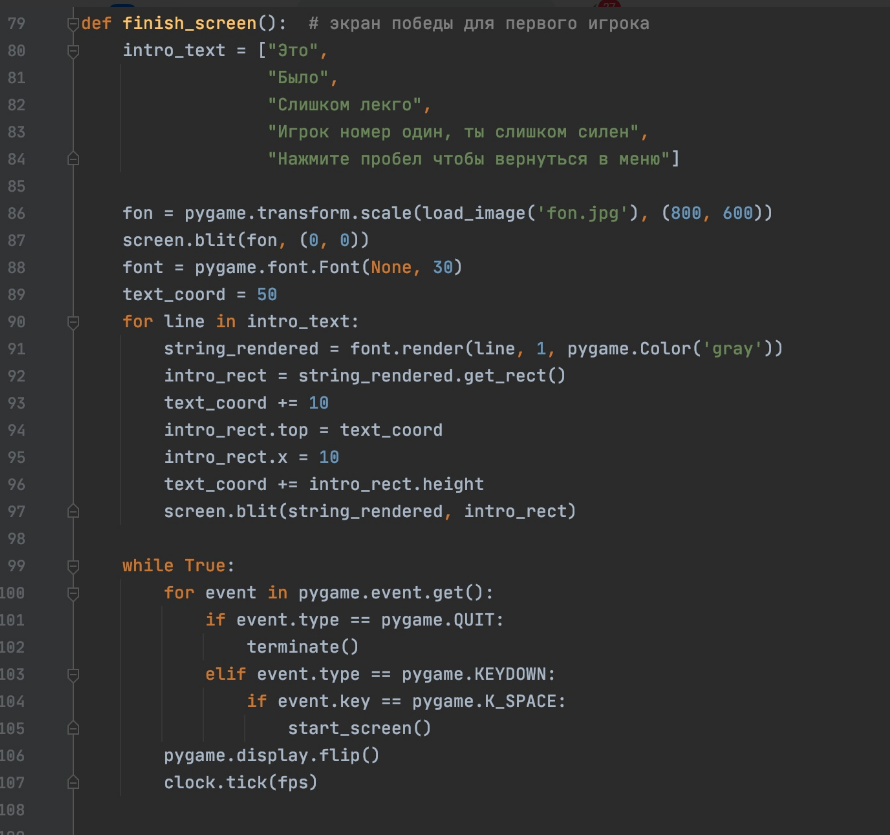 79 def finish_screen():  # экран победы для первого игрока
80     intro_text = ["Это",
81                   "Было",
82                   "Слишком лекго",
83                   "Игрок номер один, ты слишком силен",
84                   "Нажмите пробел чтобы вернуться в меню"]
85
86     fon = pygame.transform.scale(load_image('fon.jpg'), (800, 600))
87     screen.blit(fon, (0, 0))
88     font = pygame.font.Font(None, 30)
89     text_coord = 50
90     for line in intro_text:
91         string_rendered = font.render(line, 1, pygame.Color('gray'))
92         intro_rect = string_rendered.get_rect()
93         text_coord += 10
94         intro_rect.top = text_coord
95         intro_rect.x = 10
96         text_coord += intro_rect.height
97         screen.blit(string_rendered, intro_rect)
98
99     while True:
100         for event in pygame.event.get():
101             if event.type == pygame.QUIT:
102                 terminate()
103             elif event.type == pygame.KEYDOWN:
104                 if event.key == pygame.K_SPACE:
105                     start_screen()
106         pygame.display.flip()
107         clock.tick(fps)
108